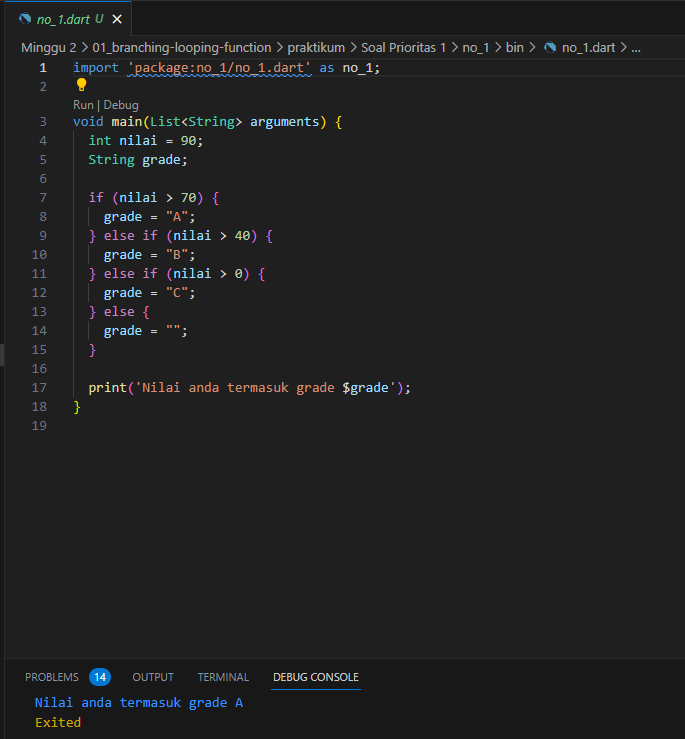 no_1.dart U
Minggu 2 > 01_branching-looping-function > praktikum > Soal Prioritas 1 > no_1 > bin > no_1.dart > ...
1 import 'package:no_1/no_1.dart' as no_1;
2
Run | Debug
3 void main(List<String> arguments) {
4   int nilai = 90;
5   String grade;
6
7   if (nilai > 70) {
8     grade = "A";
9   } else if (nilai > 40) {
10     grade = "B";
11   } else if (nilai > 0) {
12     grade = "C";
13   } else {
14     grade = "";
15   }
16
17   print('Nilai anda termasuk grade $grade');
18 }
19
PROBLEMS 14 OUTPUT TERMINAL DEBUG CONSOLE
Nilai anda termasuk grade A
Exited